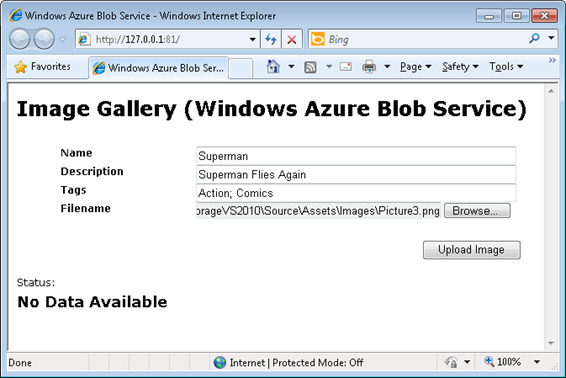 Windows Azure Blob Service - Windows Internet Explorer
http://127.0.0.1:81/
Bing
Favorites
Windows Azure Blob Ser...
Page
Safety
Tools
»
Image Gallery (Windows Azure Blob Service)
Name Superman
Description Superman Flies Again
Tags Action; Comics
Filename orageVS2010\Source\Assets\Images\Picture3.png Browse...
Upload Image
Status:
No Data Available
Done Internet | Protected Mode: Off 100%